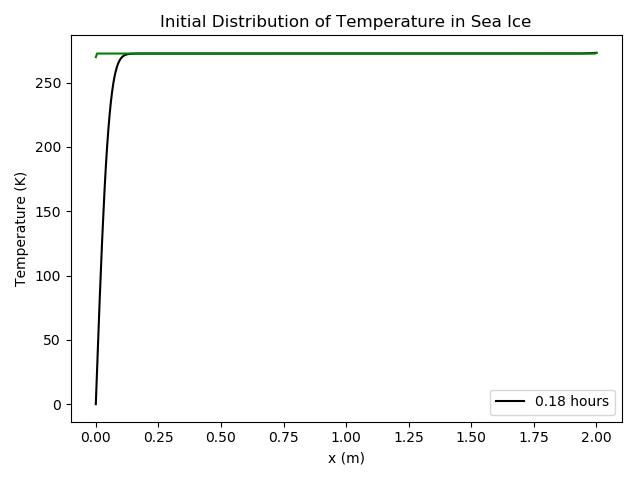 Initial Distribution of Temperature in Sea Ice
Temperature (K)
250
200
150
100
50
0
0.18 hours
0.00 0.25 0.50 0.75 1.00 1.25 1.50 1.75 2.00
x (m)